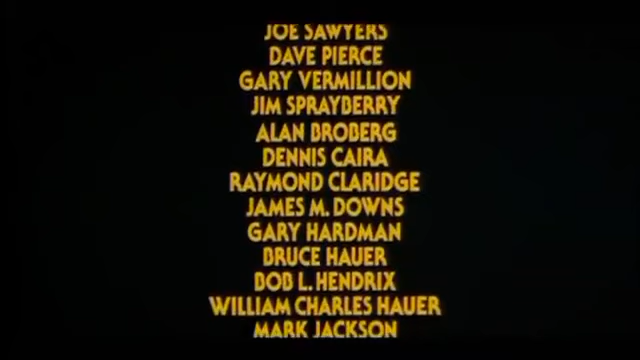 JOE SAWYERS
DAVE PIERCE
GARY VERMILLION
JIM SPRAYBERRY
ALAN BROBERG
DENNIS CAIRA
RAYMOND CLARIDGE
JAMES M. DOWNS
GARY HARDMAN
BRUCE HAUER
BOB L. HENDRIX
WILLIAM CHARLES HAUER
MARK JACKSON